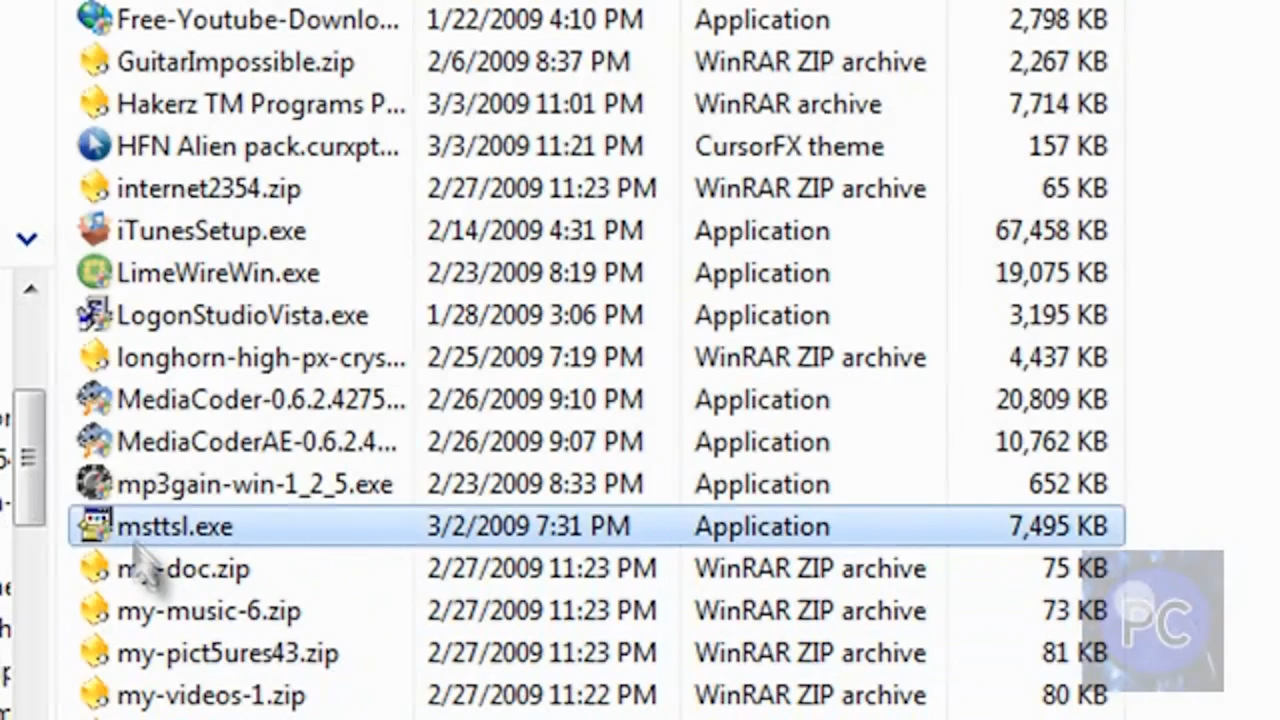 Free-Youtube-Downlo... 1/22/2009 4:10 PM Application 2,798 KB
GuitarImpossible.zip 2/6/2009 8:37 PM WinRAR ZIP archive 2,267 KB
Hakerz TM Programs P... 3/3/2009 11:01 PM WinRAR archive 7,714 KB
HFN Alien pack.curxpt... 3/3/2009 11:21 PM CursorFX theme 157 KB
internet2354.zip 2/27/2009 11:23 PM WinRAR ZIP archive 65 KB
iTunesSetup.exe 2/14/2009 4:31 PM Application 67,458 KB
LimeWireWin.exe 2/23/2009 8:19 PM Application 19,075 KB
LogonStudioVista.exe 1/28/2009 3:06 PM Application 3,195 KB
longhorn-high-px-crys... 2/25/2009 7:19 PM WinRAR ZIP archive 4,437 KB
MediaCoder-0.6.2.4275... 2/26/2009 9:10 PM Application 20,809 KB
MediaCoderAE-0.6.2.4... 2/26/2009 9:07 PM Application 10,762 KB
mp3gain-win-1_2_5.exe 2/23/2009 8:33 PM Application 652 KB
msttsl.exe 3/2/2009 7:31 PM Application 7,495 KB
my-doc.zip 2/27/2009 11:23 PM WinRAR ZIP archive 75 KB
my-music-6.zip 2/27/2009 11:23 PM WinRAR ZIP archive 73 KB
my-pict5ures43.zip 2/27/2009 11:23 PM WinRAR ZIP archive 81 KB
my-videos-1.zip 2/27/2009 11:22 PM WinRAR ZIP archive 80 KB
PC